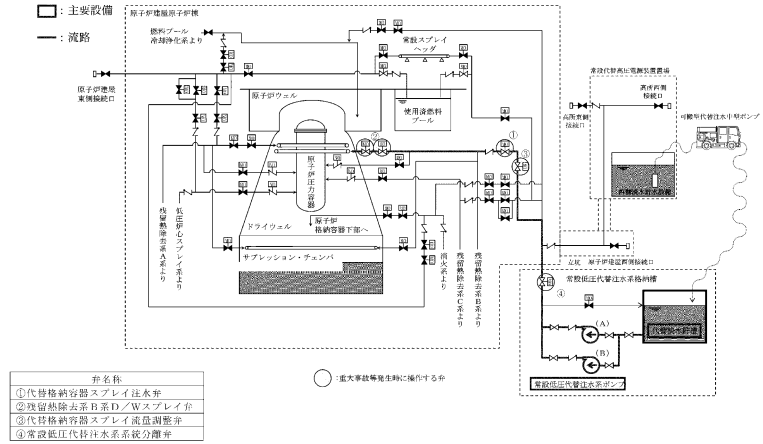 ：主要設備
：流路
原子炉建屋原子炉棟
燃料プール
冷却浄化系より
常設スプレイ
ヘッダ
原子炉建屋
東側接続口
原子炉ウェル
使用済燃料
プール
常設代替高圧電源装置置場
高所西側
接続口
高所東側
接続口
可搬型代替注水中型ポンプ
西側淡水貯水設備
②
①
③
原子炉圧力容器
原子炉
格納容器下部へ
ドライウェル
サプレッション・チェンバ
残留熱除去系A系より
低圧炉心スプレイ系より
消火系より
残留熱除去系C系より
残留熱除去系B系より
原子炉建屋西側接続口
④
常設低圧代替注水系格納槽
代替淡水貯槽
(A)
(B)
常設低圧代替注水系ポンプ
：重大事故等発生時に操作する弁
弁名称
①代替格納容器スプレイ注水弁
②残留熱除去系B系D／Wスプレイ弁
③代替格納容器スプレイ流量調整弁
④常設低圧代替注水系系統分離弁